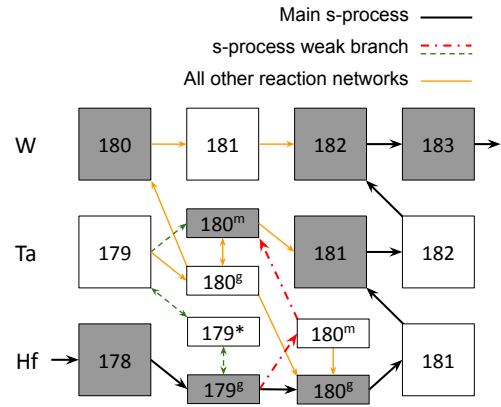 Main s-process
s-process weak branch
All other reaction networks
W 180 181 182 183
Ta 179 180ᵐ 180ᵍ 181 182
179* 180ᵐ
Hf 178 179ᵍ 180ᵍ 181